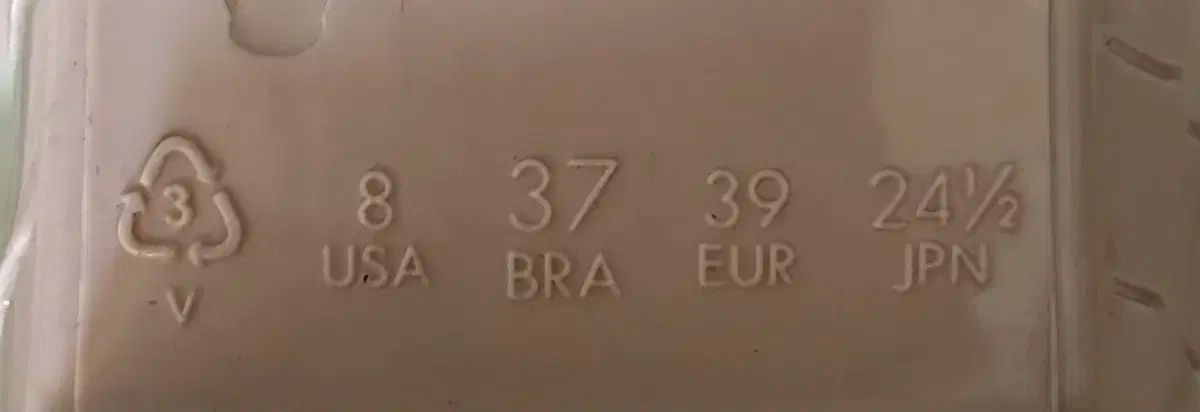 3 8 37 39 24½
V USA BRA EUR JPN